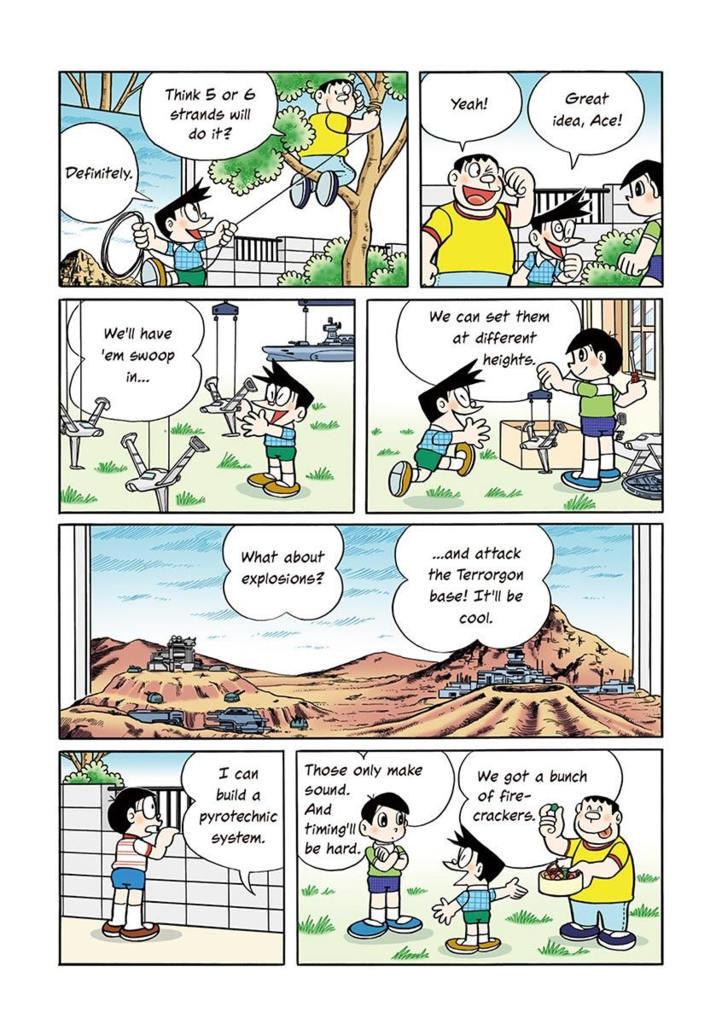 Great
idea, Ace!
Yeah!
Think 5 or 6
strands will
do it?
Definitely.
We can set them
at different
heights.
We'll have
'em swoop
in...
...and attack
the Terrorgon
base! It'll be
cool.
What about
explosions?
We got a bunch
of fire-
crackers.
Those only make
sound.
And
timing'll
be hard.
I can
build a
pyrotechnic
system.